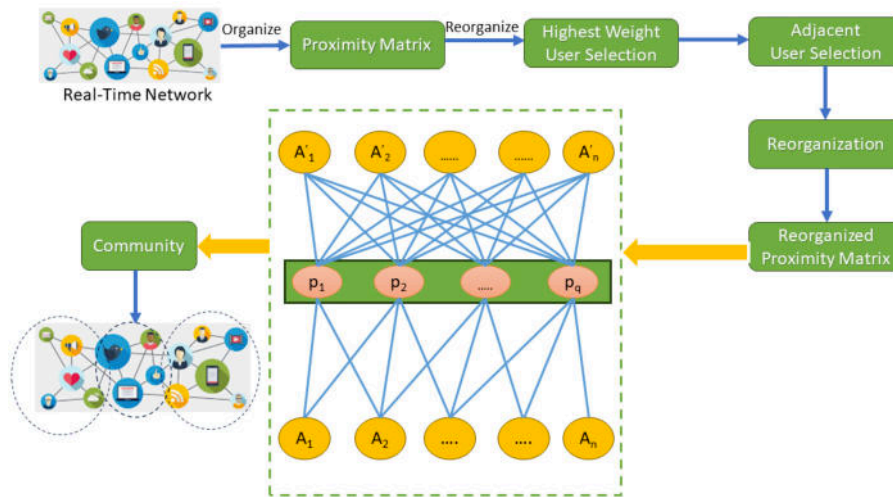 Organize
Proximity Matrix
Reorganize
Highest Weight
User Selection
Adjacent
User Selection
Real-Time Network
Reorganization
Reorganized
Proximity Matrix
A'₁ A'₂ ...... ...... A'ₙ
Community
p₁ p₂ ..... p_q
A₁ A₂ .... .... Aₙ